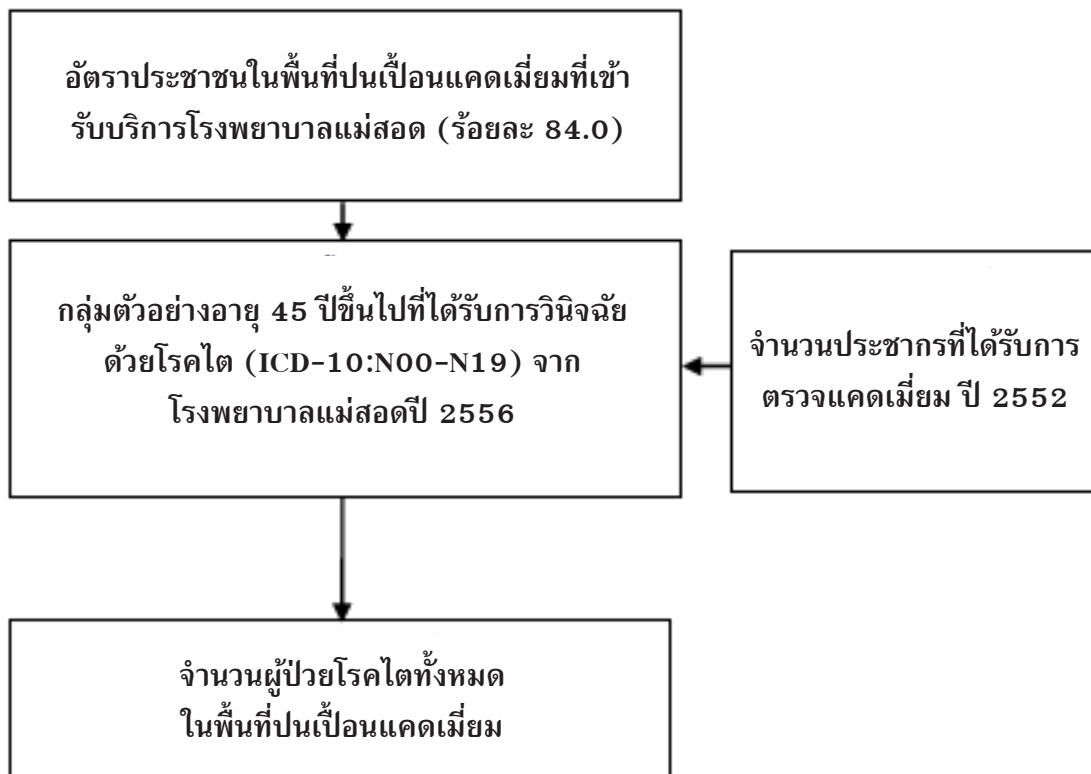 อัตราประชาชนในพื้นที่ปนเปื้อนแคดเมี่ยมที่เข้า
รับบริการโรงพยาบาลแม่สอด (ร้อยละ 84.0)
กลุ่มตัวอย่างอายุ 45 ปีขึ้นไปที่ได้รับการวินิจฉัย
ด้วยโรคไต (ICD-10:N00-N19) จาก
โรงพยาบาลแม่สอดปี 2556
จำนวนประชากรที่ได้รับการ
ตรวจแคดเมี่ยม ปี 2552
จำนวนผู้ป่วยโรคไตทั้งหมด
ในพื้นที่ปนเปื้อนแคดเมี่ยม